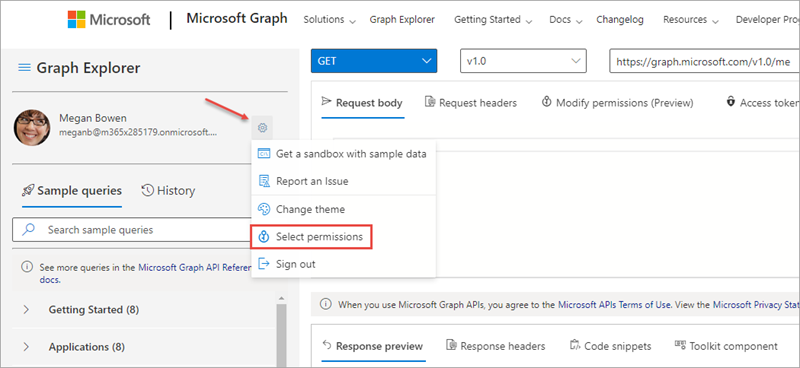 Microsoft
Microsoft Graph
Solutions
Graph Explorer
Getting Started
Docs
Changelog
Resources
Developer Prog
Graph Explorer
Megan Bowen
meganb@m365x285179.onmicrosoft....
Sample queries
History
Search sample queries
See more queries in the Microsoft Graph API Reference
docs.
Getting Started (8)
Applications (8)
Get a sandbox with sample data
Report an Issue
Change theme
Select permissions
Sign out
GET
v1.0
https://graph.microsoft.com/v1.0/me
Request body
Request headers
Modify permissions (Preview)
Access token
When you use Microsoft Graph APIs, you agree to the Microsoft APIs Terms of Use. View the Microsoft Privacy Stat
Response preview
Response headers
Code snippets
Toolkit component